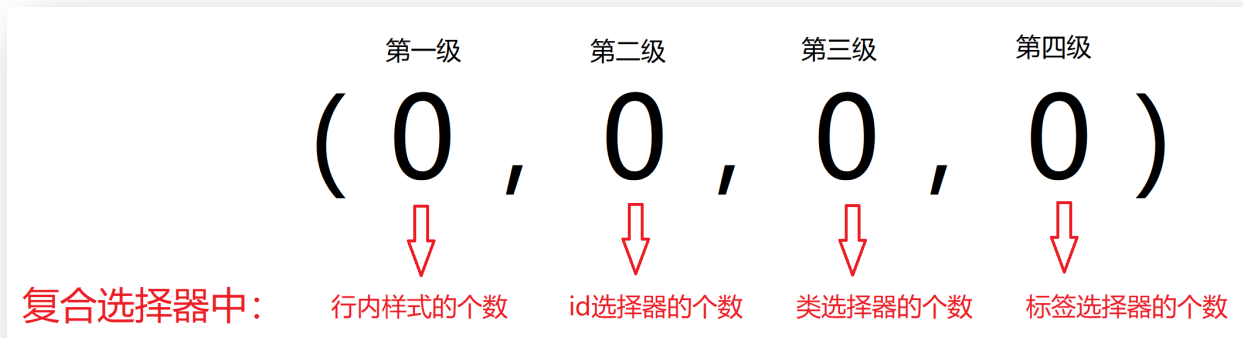 第一级 第二级 第三级 第四级
( 0 , 0 , 0 , 0 )
复合选择器中： 行内样式的个数 id选择器的个数 类选择器的个数 标签选择器的个数